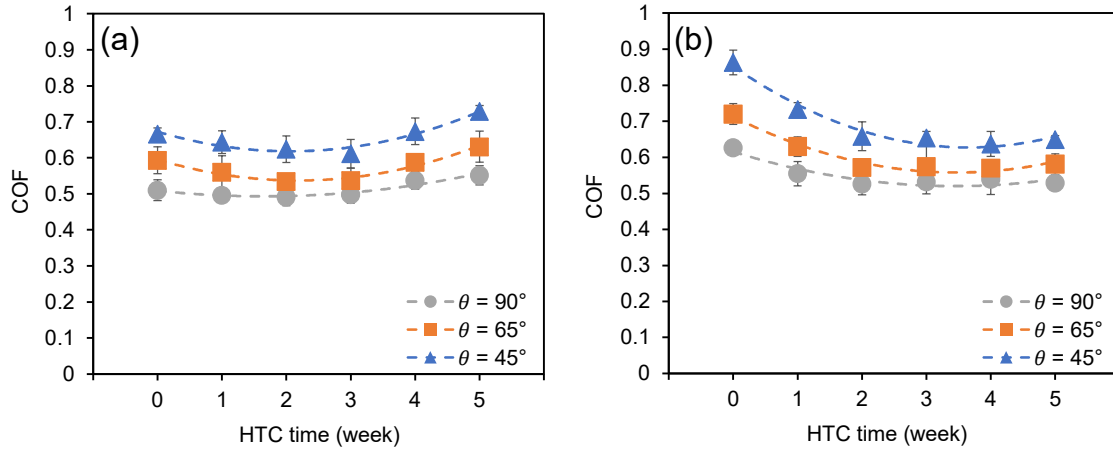 (a)
COF
1
0.9
0.8
0.7
0.6
0.5
0.4
0.3
0.2
0.1
0
0 1 2 3 4 5
HTC time (week)
θ = 90°
θ = 65°
θ = 45°
(b)
COF
1
0.9
0.8
0.7
0.6
0.5
0.4
0.3
0.2
0.1
0
0 1 2 3 4 5
HTC time (week)
θ = 90°
θ = 65°
θ = 45°